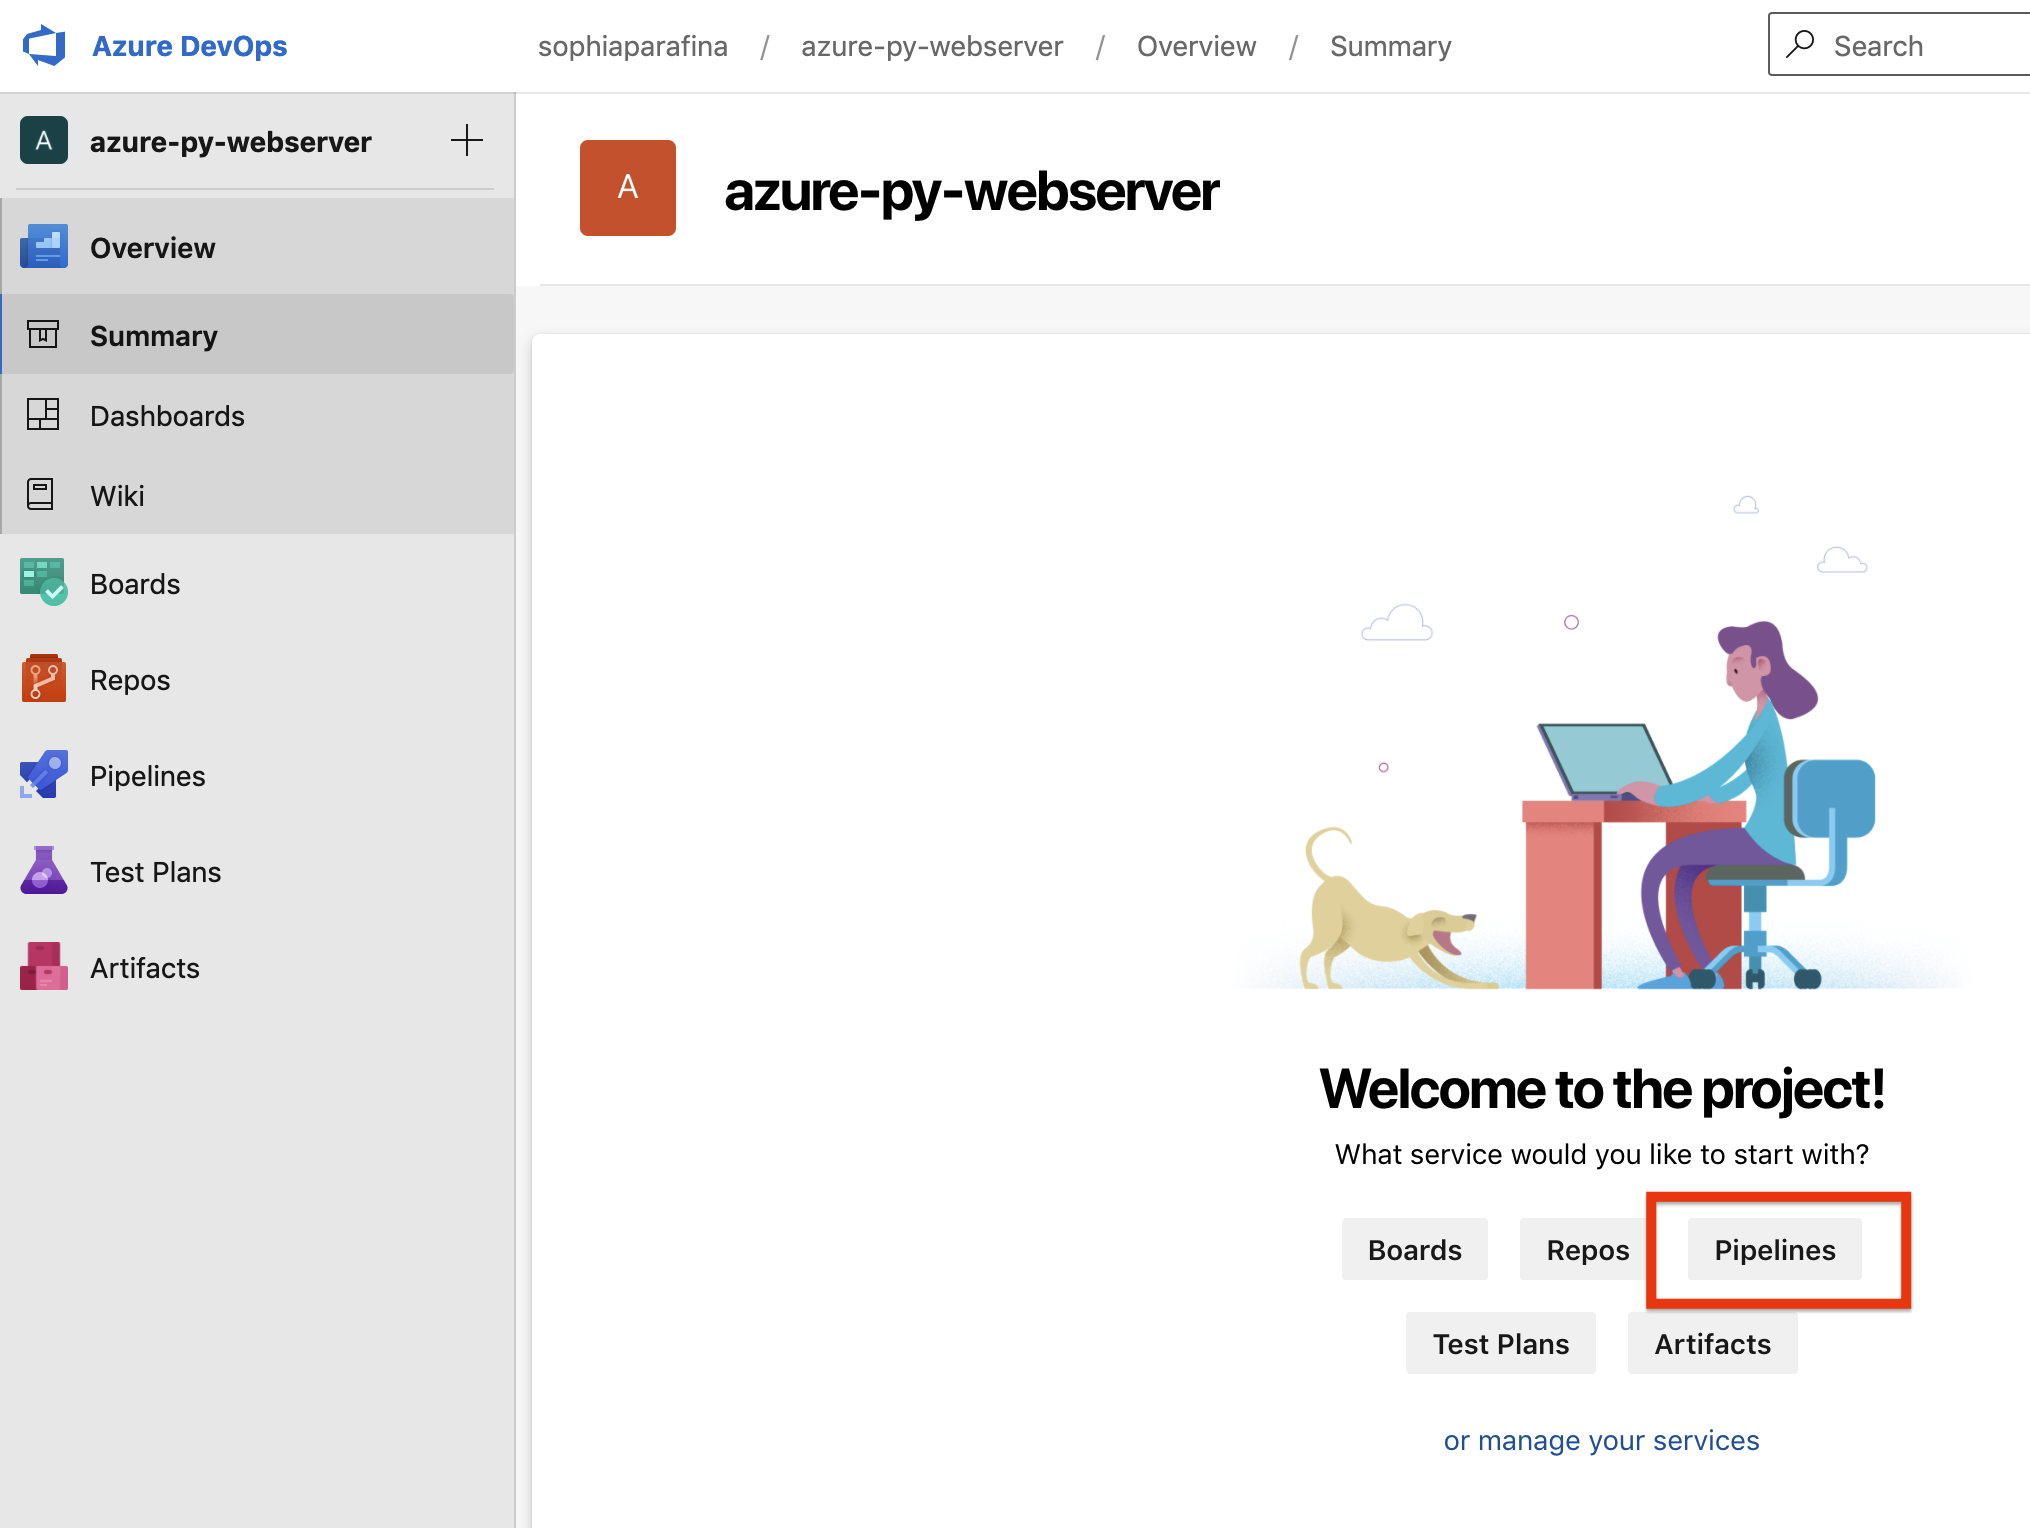 Azure DevOps
sophiaparafina / azure-py-webserver / Overview / Summary
Search
A azure-py-webserver
Overview
Summary
Dashboards
Wiki
Boards
Repos
Pipelines
Test Plans
Artifacts
A azure-py-webserver
Welcome to the project!
What service would you like to start with?
Boards Repos Pipelines
Test Plans Artifacts
or manage your services